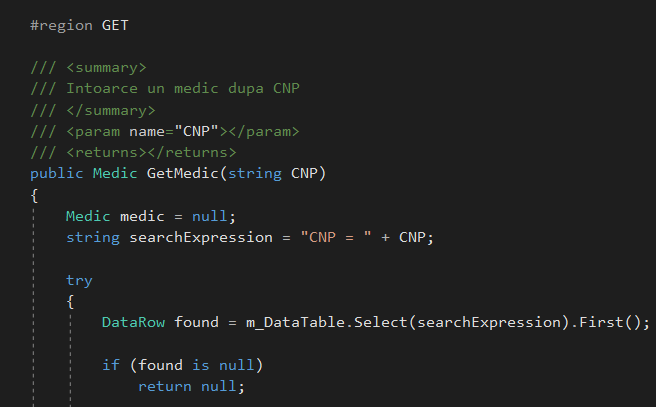 #region GET
/// <summary>
/// Intoarce un medic dupa CNP
/// </summary>
/// <param name="CNP"></param>
/// <returns></returns>
public Medic GetMedic(string CNP)
{
Medic medic = null;
string searchExpression = "CNP = " + CNP;
try
{
DataRow found = m_DataTable.Select(searchExpression).First();
if (found is null)
return null;